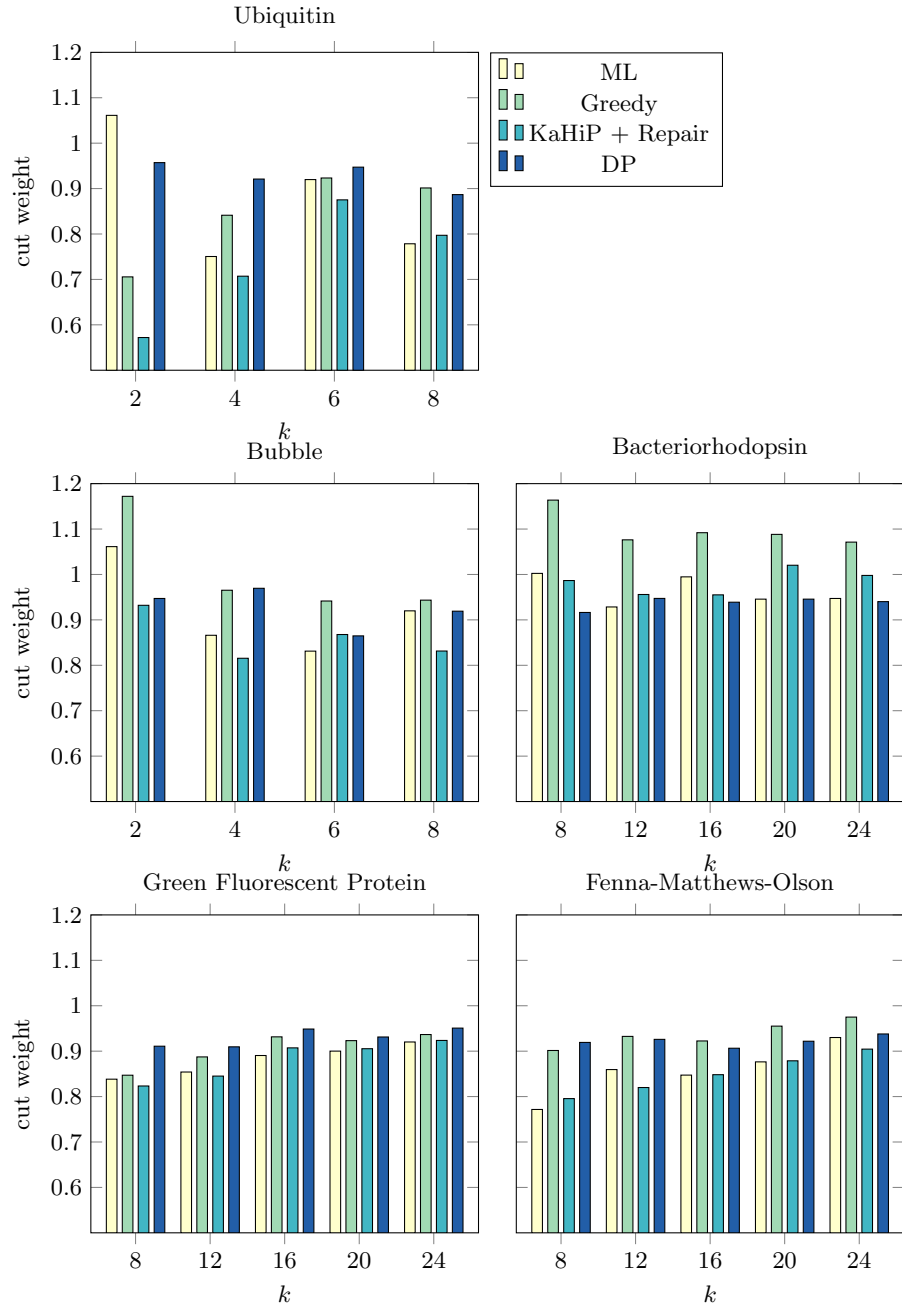 Ubiquitin
1.2
1.1
1
0.9
0.8
0.7
0.6
cut weight
2 4 6 8
k
ML
Greedy
KaHiP + Repair
DP
Bubble
1.2
1.1
1
0.9
0.8
0.7
0.6
cut weight
2 4 6 8
k
Bacteriorhodopsin
8 12 16 20 24
k
Green Fluorescent Protein
1.2
1.1
1
0.9
0.8
0.7
0.6
cut weight
8 12 16 20 24
k
Fenna-Matthews-Olson
8 12 16 20 24
k